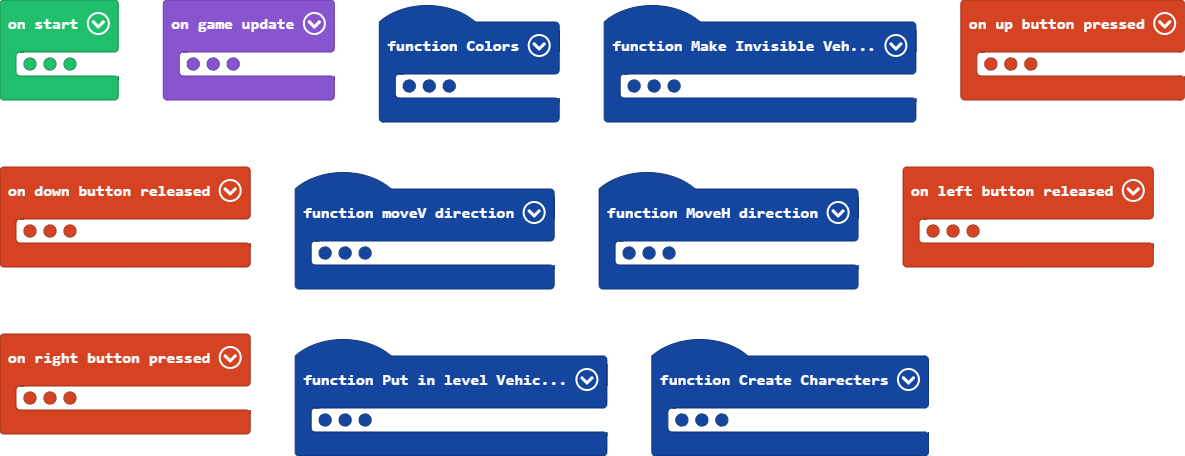 on start
on game update
function Colors
function Make Invisible Veh...
on up button pressed
on down button released
function moveV direction
function MoveH direction
on left button released
on right button pressed
function Put in level Vehic...
function Create Charecters